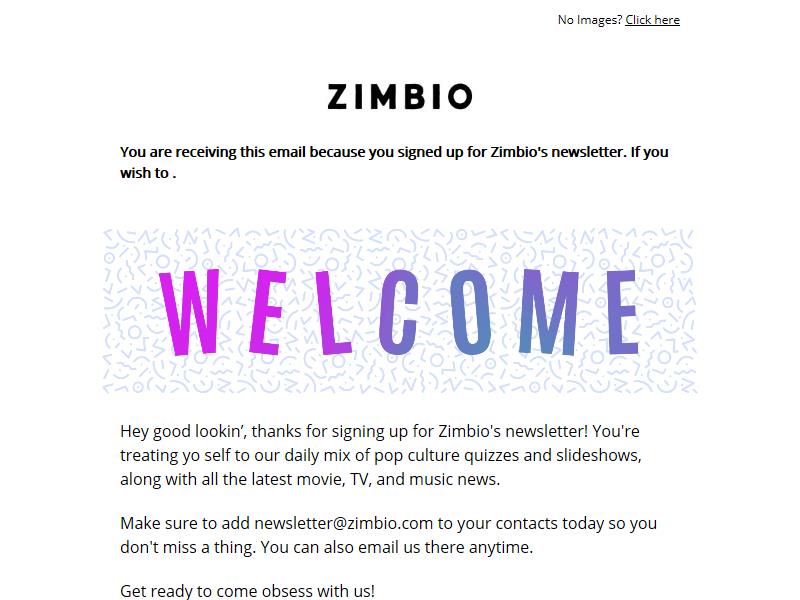 No Images? Click here
ZIMBIO
You are receiving this email because you signed up for Zimbio's newsletter. If you
wish to .
WELCOME
Hey good lookin’, thanks for signing up for Zimbio's newsletter! You're
treating yo self to our daily mix of pop culture quizzes and slideshows,
along with all the latest movie, TV, and music news.
Make sure to add newsletter@zimbio.com to your contacts today so you
don't miss a thing. You can also email us there anytime.
Get ready to come obsess with us!